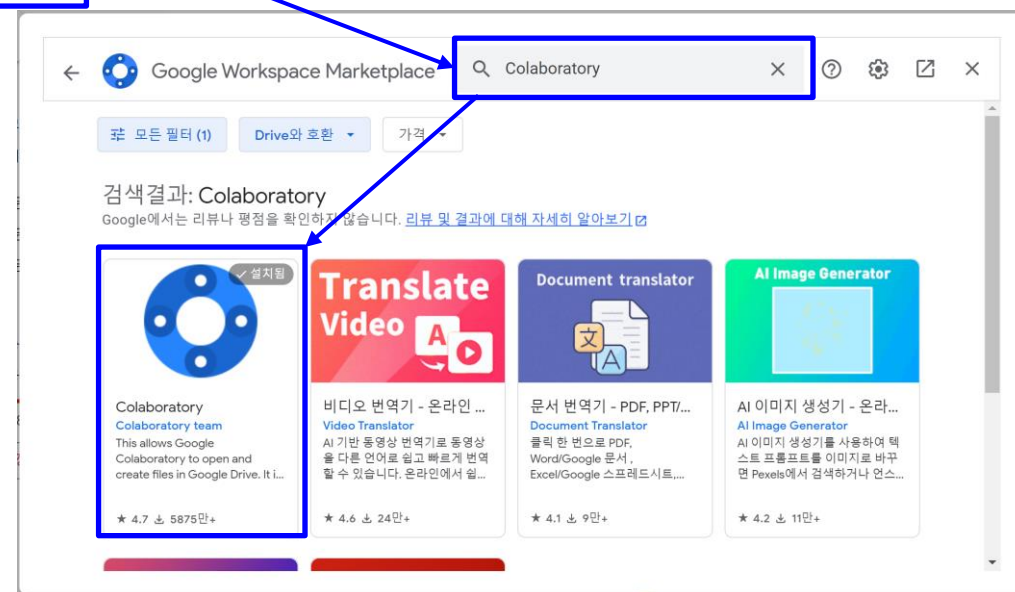 Google Workspace Marketplace
Colaboratory
모든 필터 (1)
Drive와 호환
가격
검색결과: Colaboratory
Google에서는 리뷰나 평점을 확인하지 않습니다. 리뷰 및 결과에 대해 자세히 알아보기
설치됨
Colaboratory
Colaboratory team
This allows Google
Colaboratory to open and
create files in Google Drive. It i...
4.7 5875만+
Translate
Video
A
비디오 번역기 - 온라인 ...
Video Translator
AI 기반 동영상 번역기로 동영상
을 다른 언어로 쉽고 빠르게 번역
할 수 있습니다. 온라인에서 쉽...
4.6 24만+
Document translator
文
A
문서 번역기 - PDF, PPT/...
Document Translator
클릭 한 번으로 PDF,
Word/Google 문서 ,
Excel/Google 스프레드시트,...
4.1 9만+
AI Image Generator
AI 이미지 생성기 - 온라...
AI Image Generator
AI 이미지 생성기를 사용하여 텍
스트 프롬프트를 이미지로 바꾸
면 Pexels에서 검색하거나 언스...
4.2 11만+